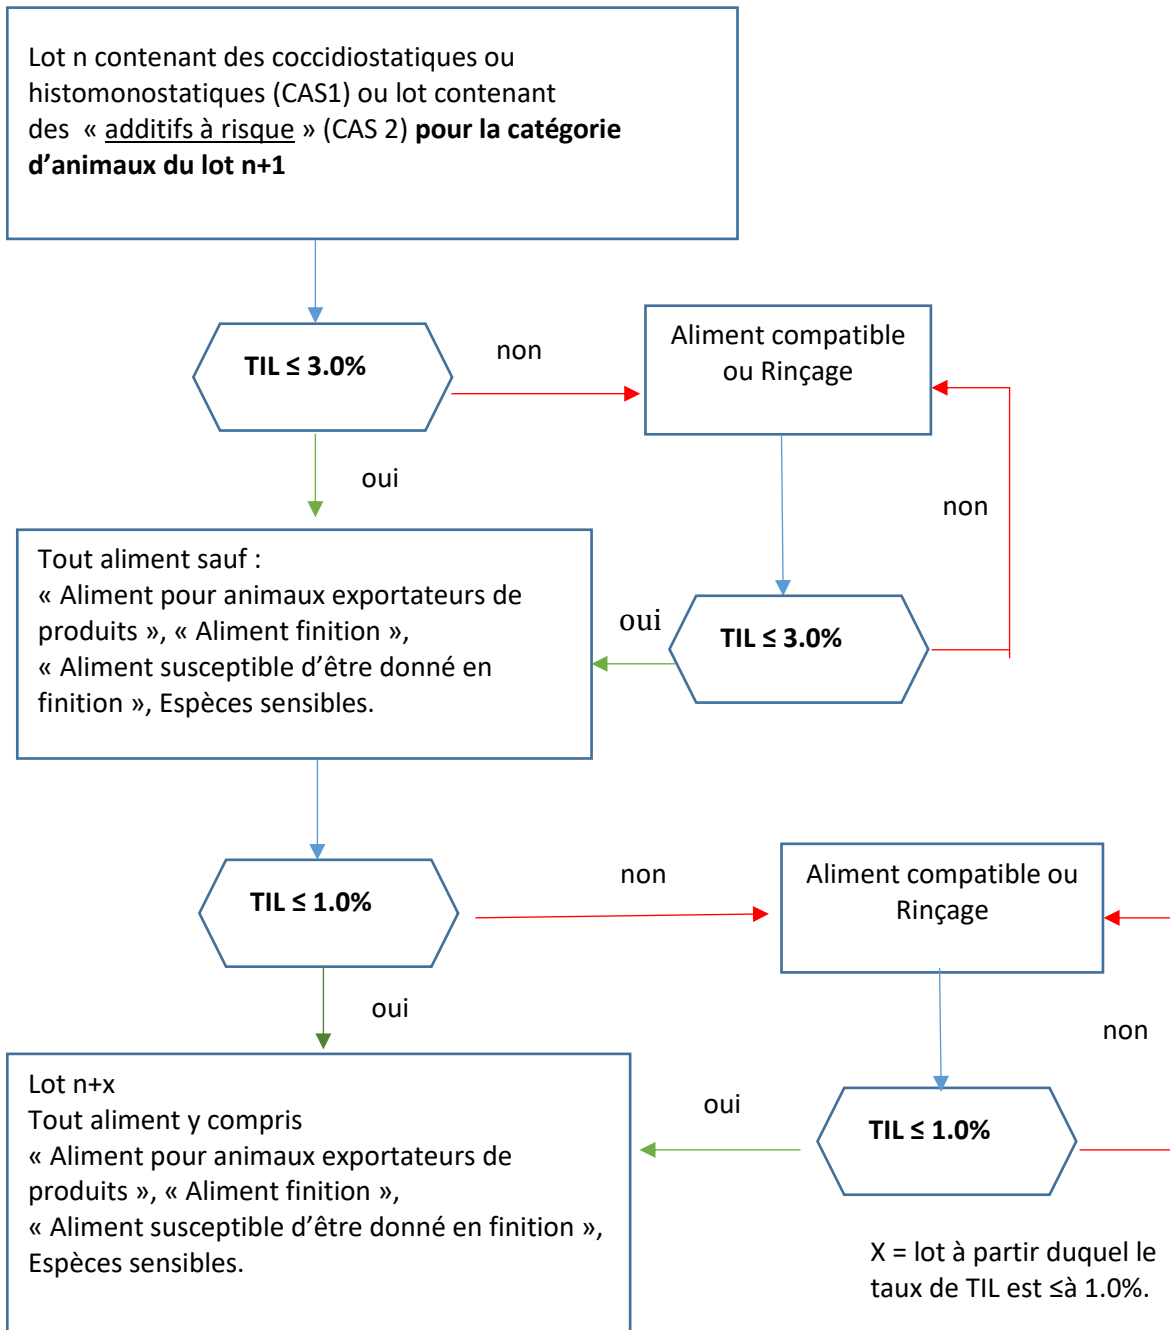 Lot n contenant des coccidiostatiques ou
histomonostatiques (CAS1) ou lot contenant
des « additifs à risque » (CAS 2) pour la catégorie
d’animaux du lot n+1
TIL ≤ 3.0%
non
Aliment compatible
ou Rinçage
oui
non
Tout aliment sauf :
« Aliment pour animaux exportateurs de
produits », « Aliment finition »,
« Aliment susceptible d’être donné en
finition », Espèces sensibles.
oui
TIL ≤ 3.0%
TIL ≤ 1.0%
non
Aliment compatible ou
Rinçage
oui
non
Lot n+x
Tout aliment y compris
« Aliment pour animaux exportateurs de
produits », « Aliment finition »,
« Aliment susceptible d’être donné en finition »,
Espèces sensibles.
oui
TIL ≤ 1.0%
X = lot à partir duquel le
taux de TIL est ≤à 1.0%.